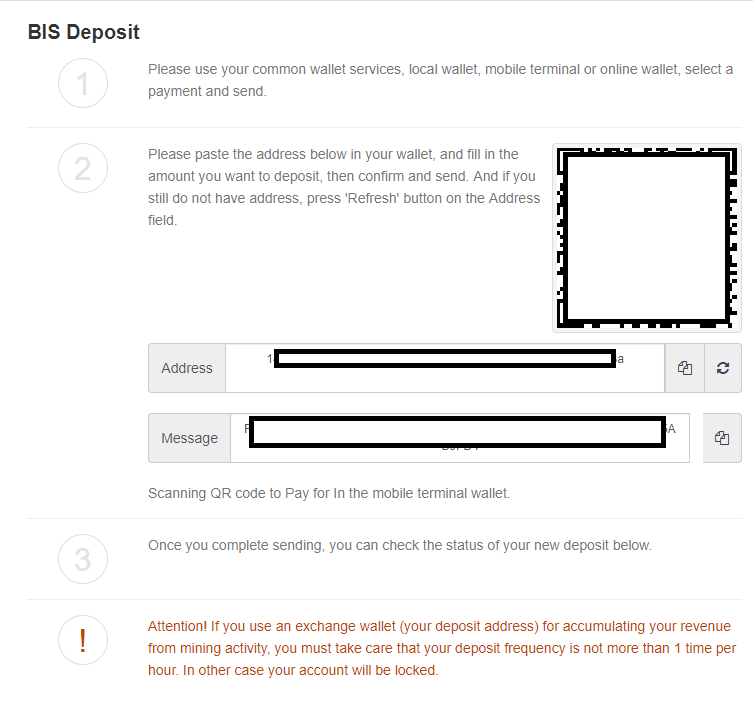 BIS Deposit
1
Please use your common wallet services, local wallet, mobile terminal or online wallet, select a
payment and send.
2
Please paste the address below in your wallet, and fill in the
amount you want to deposit, then confirm and send. And if you
still do not have address, press 'Refresh' button on the Address
field.
Address
Message
Scanning QR code to Pay for In the mobile terminal wallet.
3
Once you complete sending, you can check the status of your new deposit below.
!
Attention! If you use an exchange wallet (your deposit address) for accumulating your revenue
from mining activity, you must take care that your deposit frequency is not more than 1 time per
hour. In other case your account will be locked.